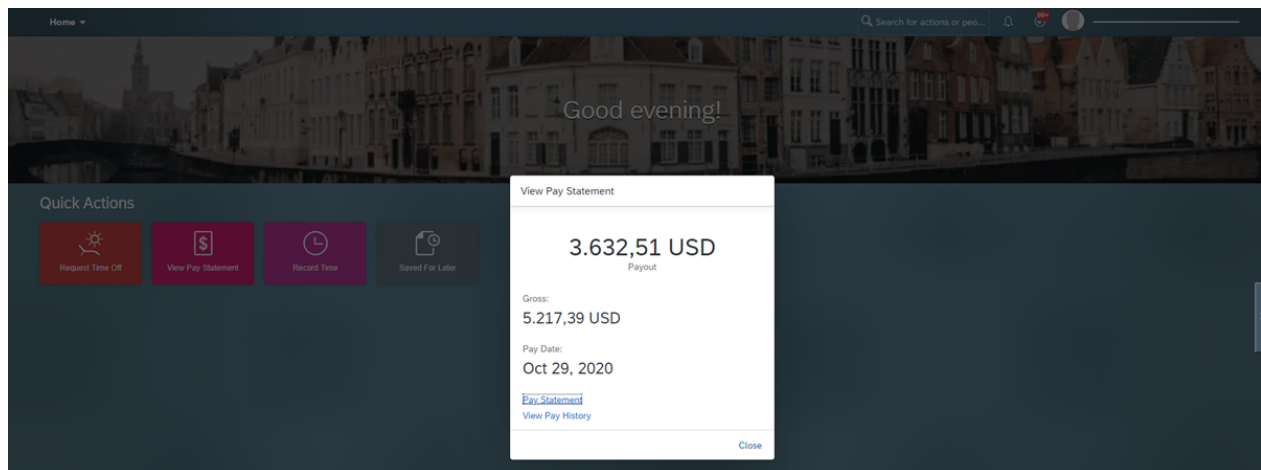 Home
Search for actions or peo...
99+
Good evening!
Quick Actions
Request Time Off
View Pay Statement
Record Time
Saved For Later
View Pay Statement
3.632,51 USD
Payout
Gross:
5.217,39 USD
Pay Date:
Oct 29, 2020
Pay Statement
View Pay History
Close